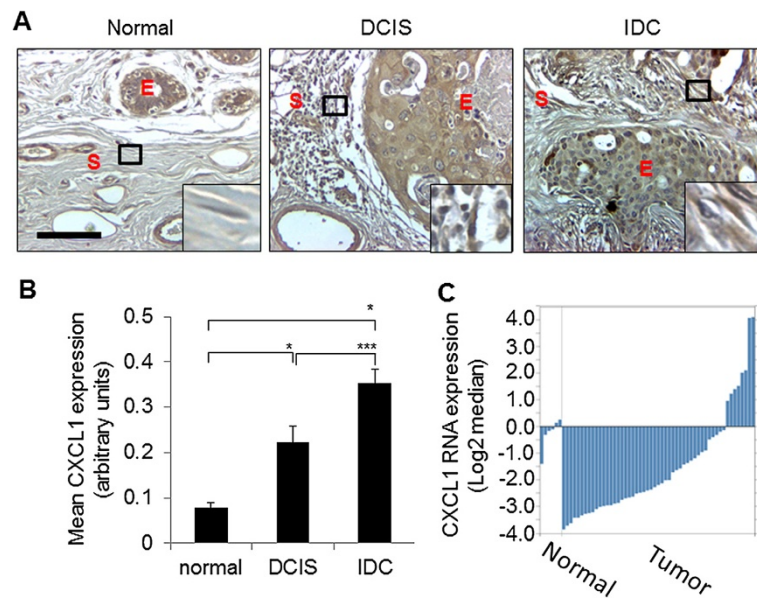 A
Normal
DCIS
IDC
E
S
S
E
S
E
B
Mean CXCL1 expression
(arbitrary units)
0.5
0.4
0.3
0.2
0.1
0
*
*
***
normal
DCIS
IDC
C
CXCL1 RNA expression
(Log2 median)
4.0
3.0
2.0
1.0
0.0
-1.0
-2.0
-3.0
-4.0
Normal
Tumor